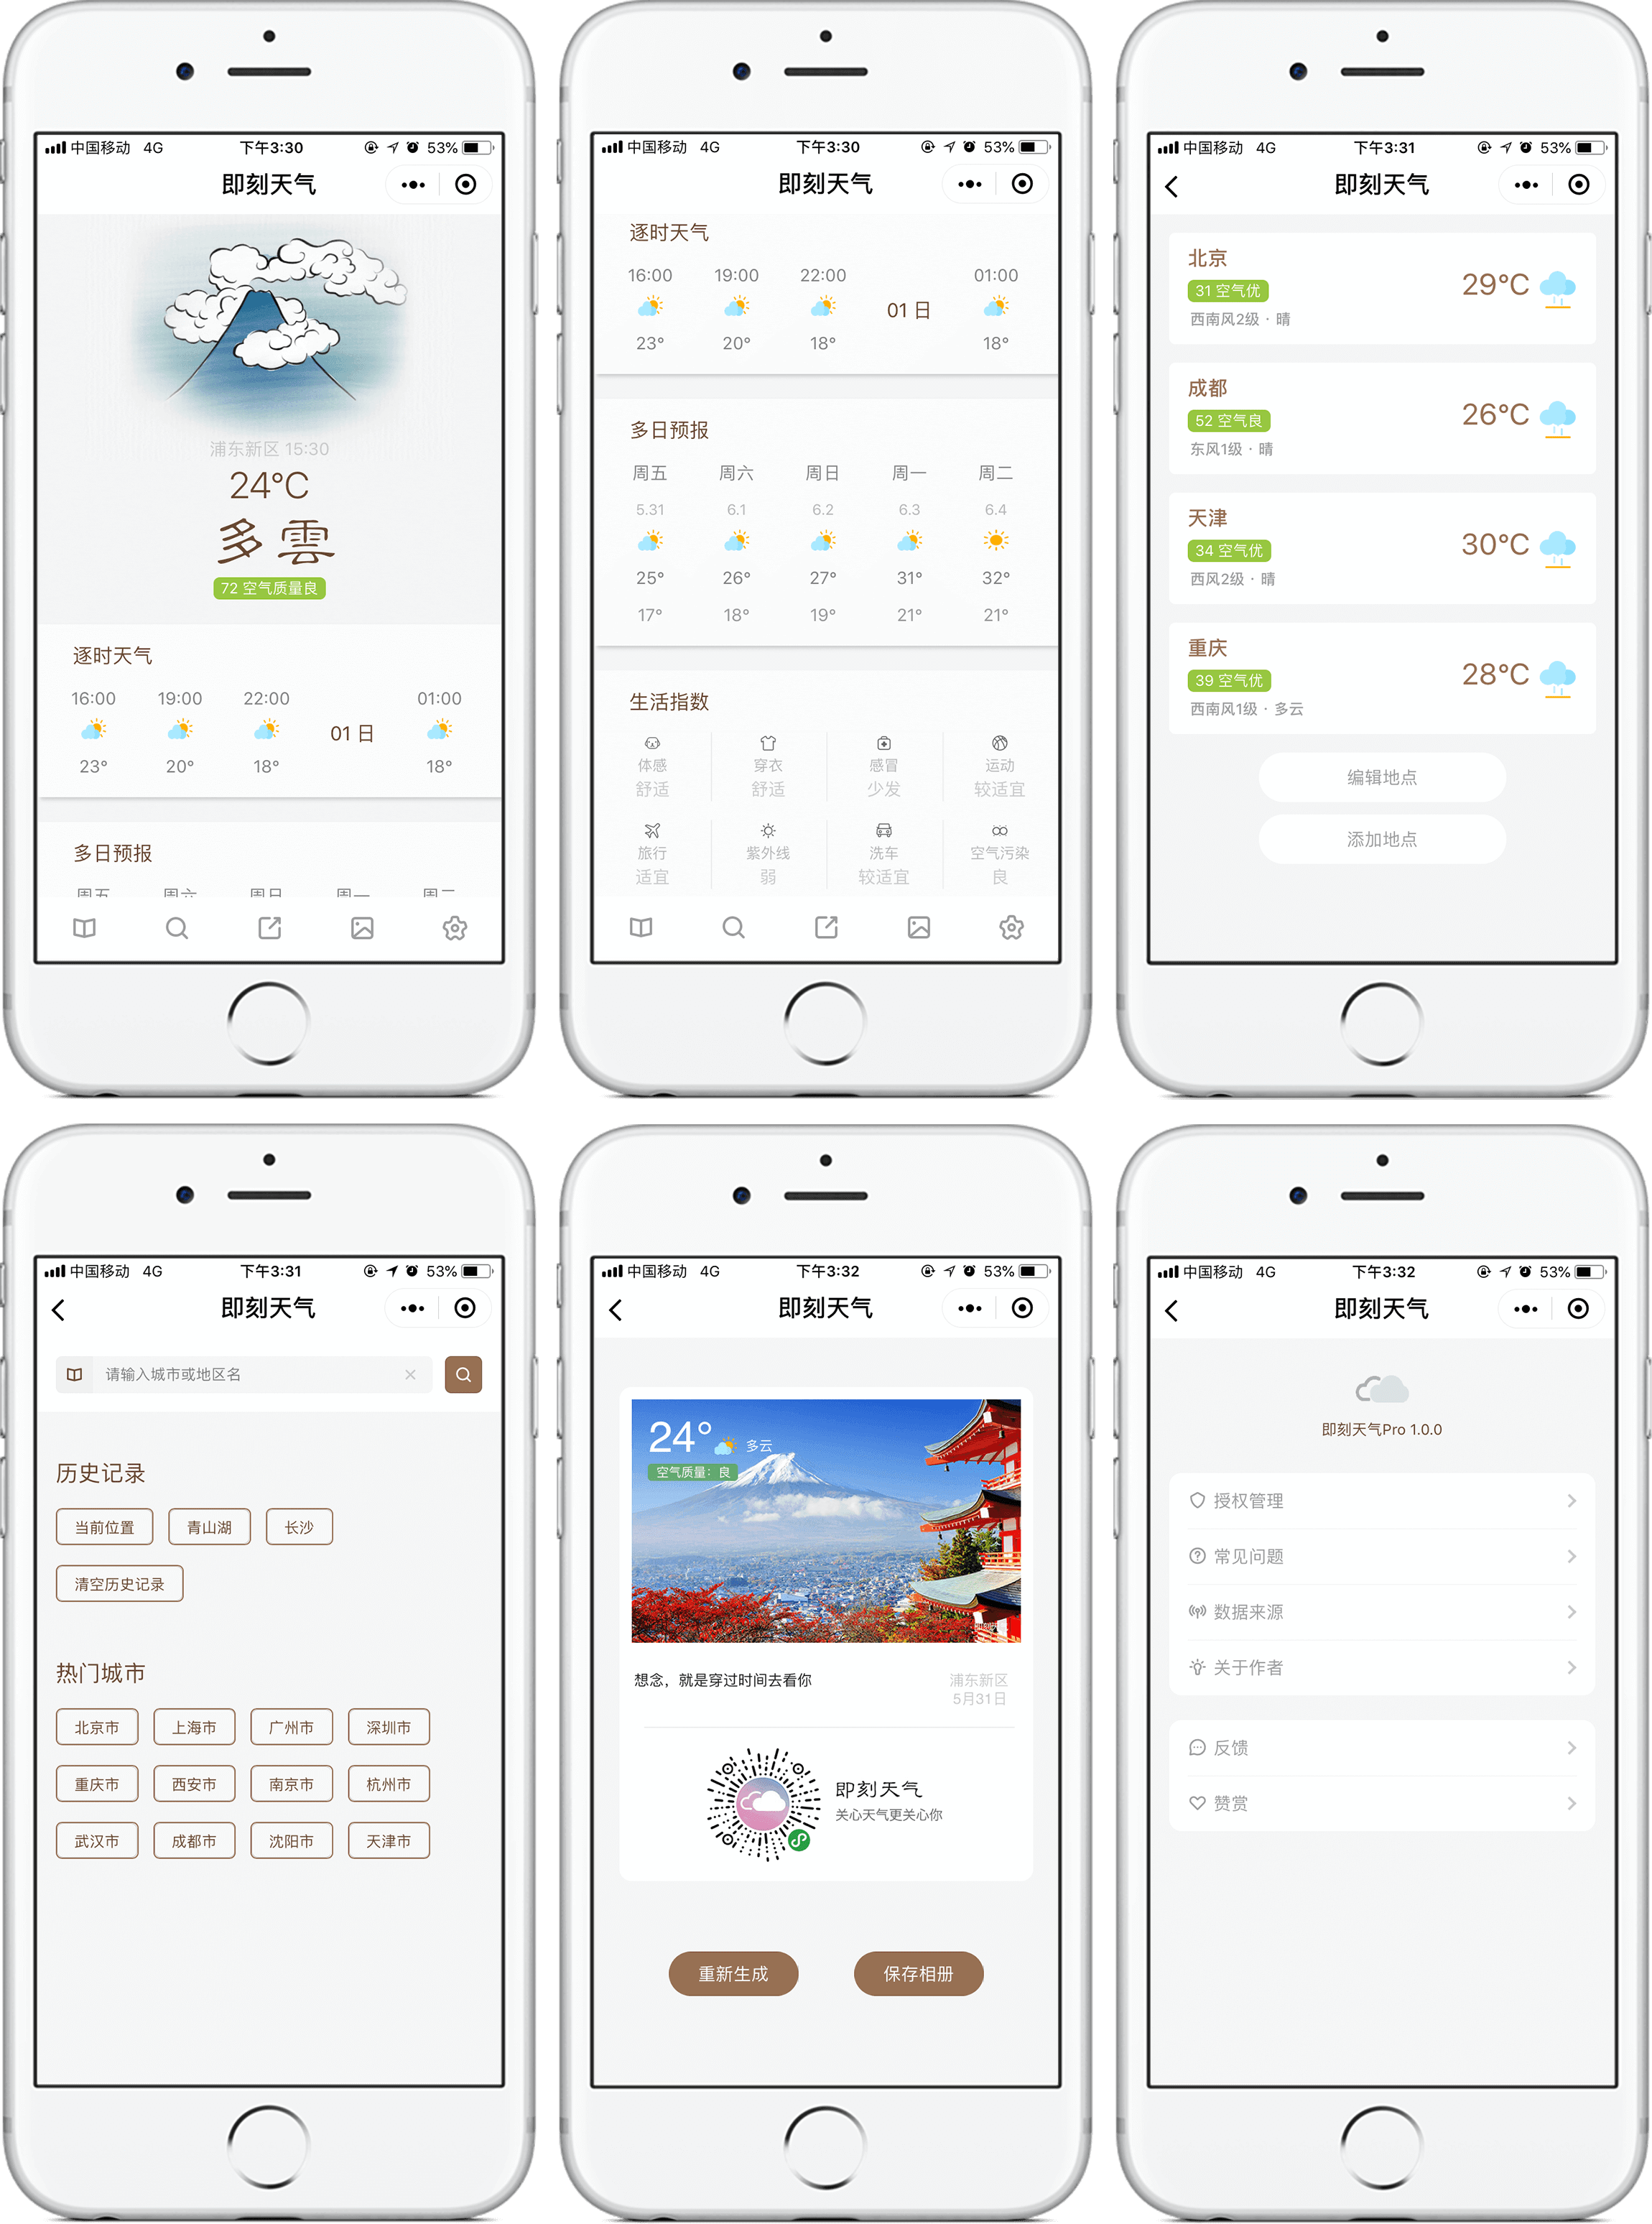 中国移动 4G 下午3:30 53%
即刻天气
浦东新区 15:30
24°C
多雲
72 空气质量良
逐时天气
16:00 19:00 22:00 01:00
01 日
23° 20° 18° 18°
多日预报
周五 周六 周日 周一 周二
中国移动 4G 下午3:30 53%
即刻天气
逐时天气
16:00 19:00 22:00 01:00
01 日
23° 20° 18° 18°
多日预报
周五 周六 周日 周一 周二
5.31 6.1 6.2 6.3 6.4
25° 26° 27° 31° 32°
17° 18° 19° 21° 21°
生活指数
体感 穿衣 感冒 运动
舒适 舒适 少发 较适宜
旅行 紫外线 洗车 空气污染
适宜 弱 较适宜 良
中国移动 4G 下午3:31 53%
即刻天气
北京
31 空气优
西南风2级 · 晴
29°C
成都
52 空气良
东风1级 · 晴
26°C
天津
34 空气优
西风2级 · 晴
30°C
重庆
39 空气优
西南风1级 · 多云
28°C
编辑地点
添加地点
中国移动 4G 下午3:31 53%
即刻天气
请输入城市或地区名
历史记录
当前位置 青山湖 长沙
清空历史记录
热门城市
北京市 上海市 广州市 深圳市
重庆市 西安市 南京市 杭州市
武汉市 成都市 沈阳市 天津市
中国移动 4G 下午3:32 53%
即刻天气
24° 多云
空气质量：良
想念，就是穿过时间去看你
浦东新区
5月31日
即刻天气
关心天气更关心你
重新生成 保存相册
中国移动 4G 下午3:32 53%
即刻天气
即刻天气Pro 1.0.0
授权管理
常见问题
数据来源
关于作者
反馈
赞赏